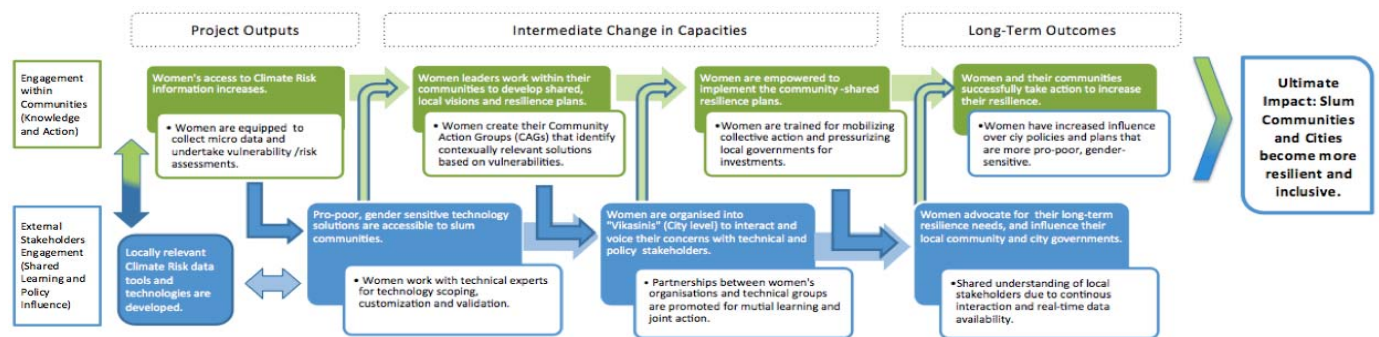 Project Outputs
Intermediate Change in Capacities
Long-Term Outcomes
Engagement
within
Communities
(Knowledge
and Action)
Women's access to Climate Risk
information increases.
• Women are equipped to
collect micro data and
undertake vulnerability /risk
assessments.
Women leaders work within their
communities to develop shared,
local visions and resilience plans.
• Women create their Community
Action Groups (CAGs) that identify
contextually relevant solutions
based on vulnerabilities.
Women are empowered to
implement the community -shared
resilience plans.
• Women are trained for mobilizing
collective action and pressurizing
local governments for
investments.
Women and their communities
successfully take action to increase
their resilience.
• Women have increased influence
over ciy policies and plans that
are more pro-poor, gender-
sensitive.
Ultimate
Impact: Slum
Communities
and Cities
become more
resilient and
inclusive.
External
Stakeholders
Engagement
(Shared
Learning and
Policy
Influence)
Locally relevant
Climate Risk data
tools and
technologies are
developed.
Pro-poor, gender sensitive technology
solutions are accessible to slum
communities.
• Women work with technical experts
for technology scoping,
customization and validation.
Women are organised into
"Vikasinis" (City level) to interact and
voice their concerns with technical and
policy stakeholders.
• Partnerships between women's
organisations and technical groups
are promoted for mutial learning and
joint action.
Women advocate for their long-term
resilience needs, and influence their
local community and city governments.
•Shared understanding of local
stakeholders due to continous
interaction and real-time data
availability.